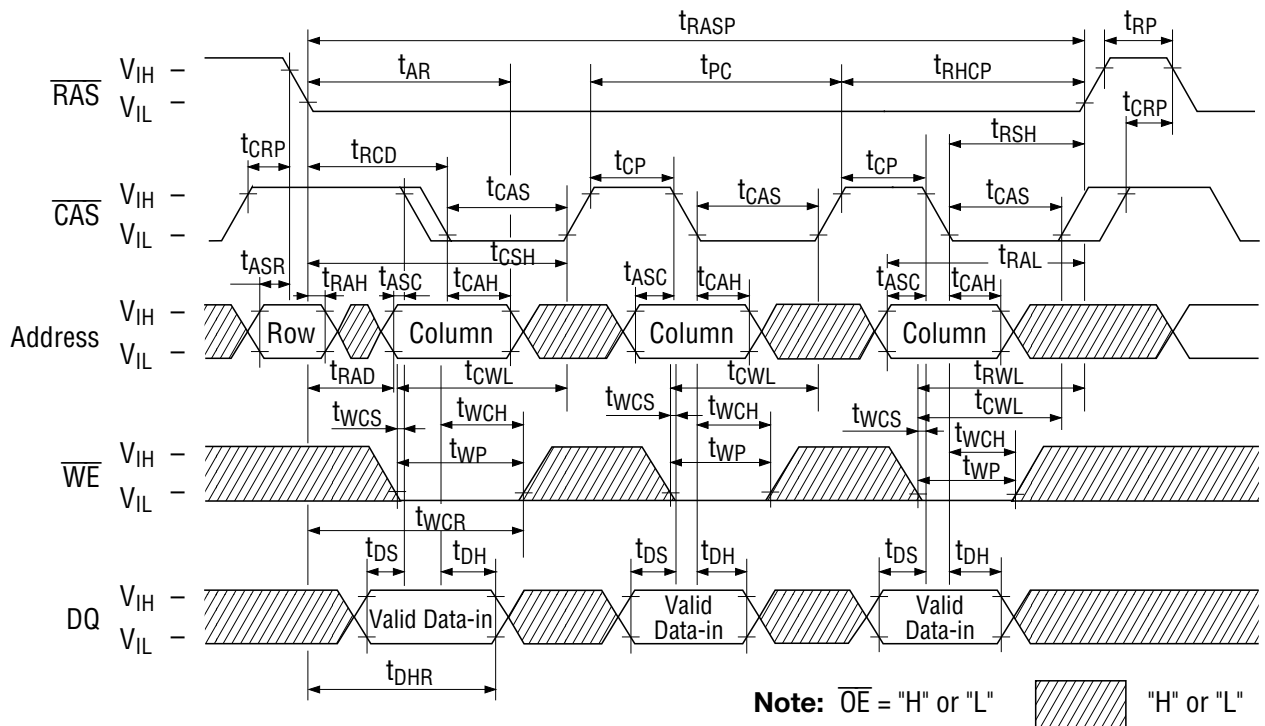 tRASP
tRP
tAR
tPC
tRHCP
RAS
VIH
VIL
tCRP
tRCD
tCP
tCP
tRSH
tCRP
CAS
VIH
VIL
tCAS
tCAS
tCAS
tCSH
tRAL
tASR
tRAH
tASC
tCAH
tASC
tCAH
tASC
tCAH
Address
VIH
VIL
Row
Column
Column
Column
tRAD
tCWL
tCWL
tRWL
tCWL
tWCS
tWCH
tWCS
tWCH
tWCS
tWCH
WE
VIH
VIL
tWP
tWP
tWP
tWCR
tDS
tDH
tDS
tDH
tDS
tDH
DQ
VIH
VIL
Valid Data-in
Valid
Data-in
Valid
Data-in
tDHR
Note: OE = "H" or "L"
"H" or "L"